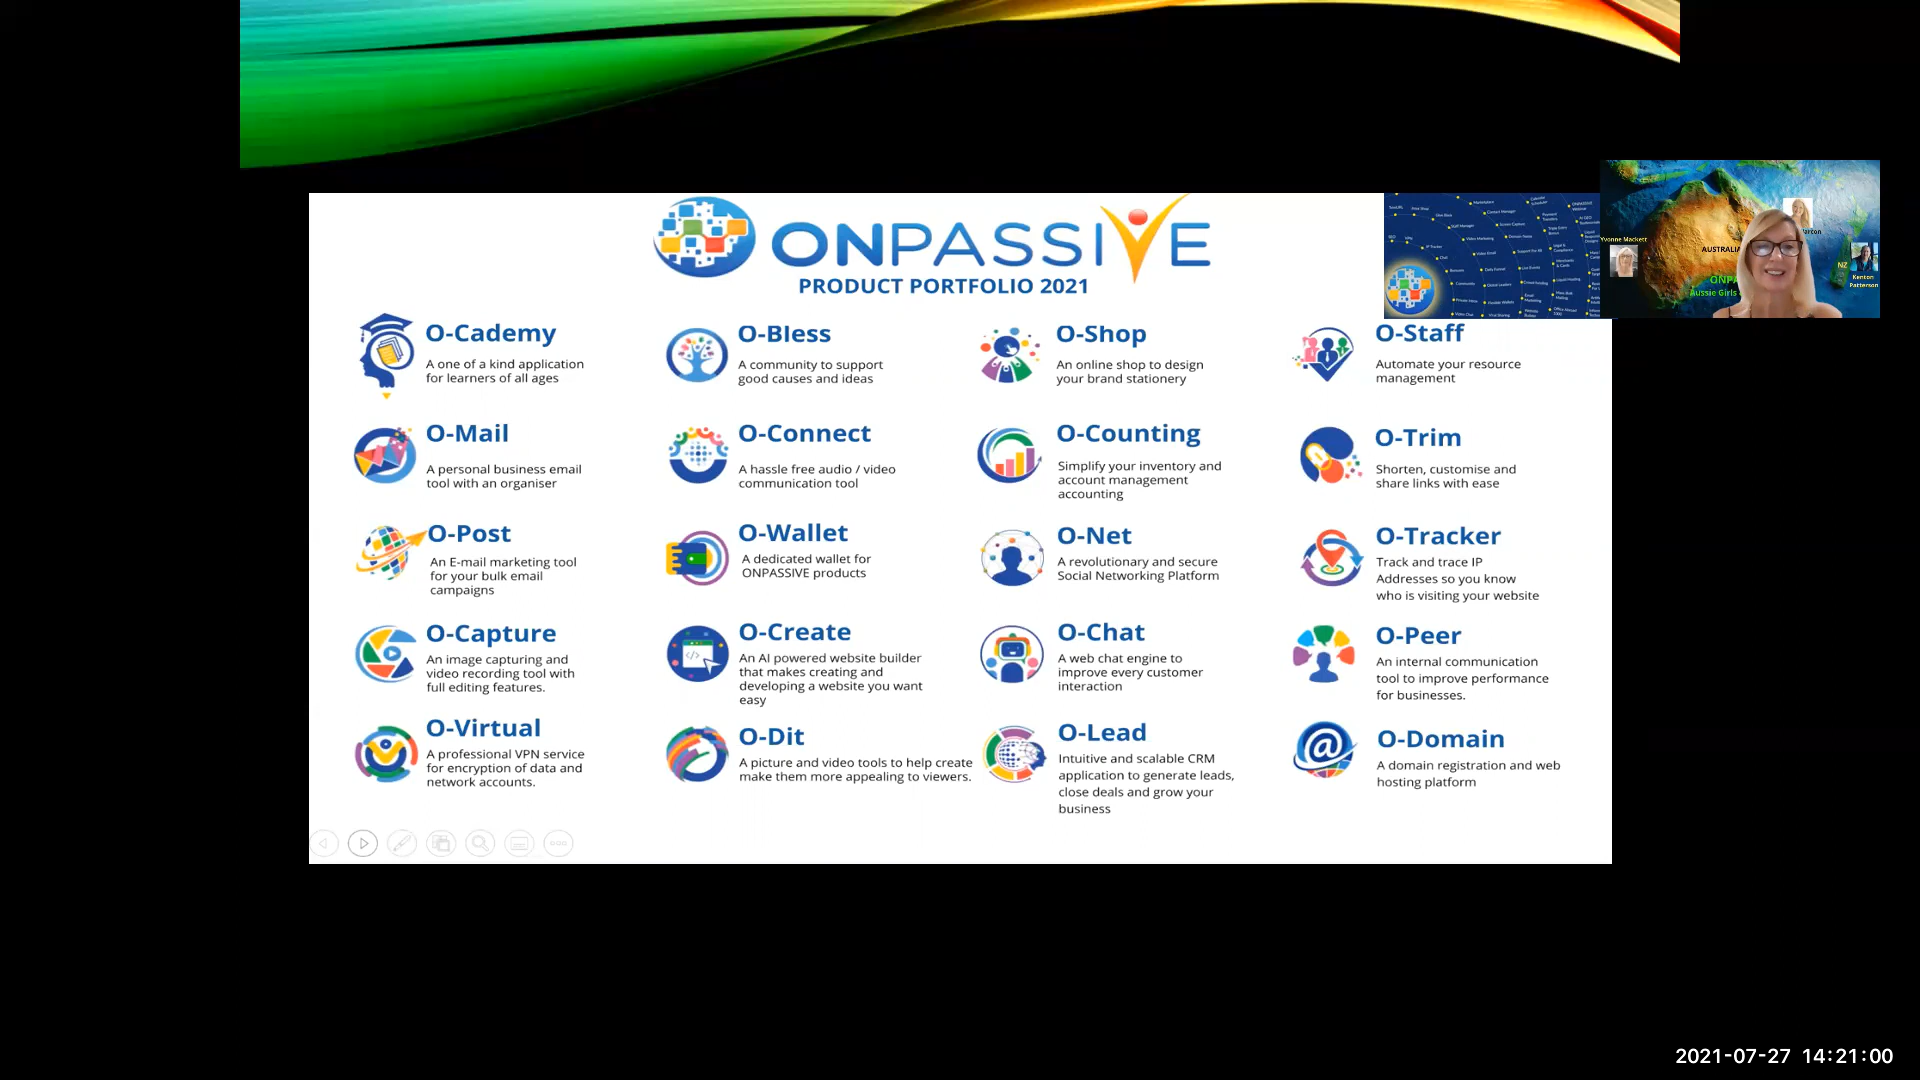 ONPASSIVE
PRODUCT PORTFOLIO 2021
O-Cademy
A one of a kind application
for learners of all ages
O-Bless
A community to support
good causes and ideas
O-Shop
An online shop to design
your brand stationery
O-Staff
Automate your resource
management
O-Mail
A personal business email
tool with an organiser
O-Connect
A hassle free audio / video
communication tool
O-Counting
Simplify your inventory and
account management
accounting
O-Trim
Shorten, customise and
share links with ease
O-Post
An E-mail marketing tool
for your bulk email
campaigns
O-Wallet
A dedicated wallet for
ONPASSIVE products
O-Net
A revolutionary and secure
Social Networking Platform
O-Tracker
Track and trace IP
Addresses so you know
who is visiting your website
O-Capture
An image capturing and
video recording tool with
full editing features.
O-Create
An AI powered website builder
that makes creating and
developing a website you want
easy
O-Chat
A web chat engine to
improve every customer
interaction
O-Peer
An internal communication
tool to improve performance
for businesses.
O-Virtual
A professional VPN service
for encryption of data and
network accounts.
O-Dit
A picture and video tools to help create
make them more appealing to viewers.
O-Lead
Intuitive and scalable CRM
application to generate leads,
close deals and grow your
business
O-Domain
A domain registration and web
hosting platform
Yvonne Mackett
AUSTRALIA
NZ
Kenton
Patterson
Aussie Girls
2021-07-27 14:21:00